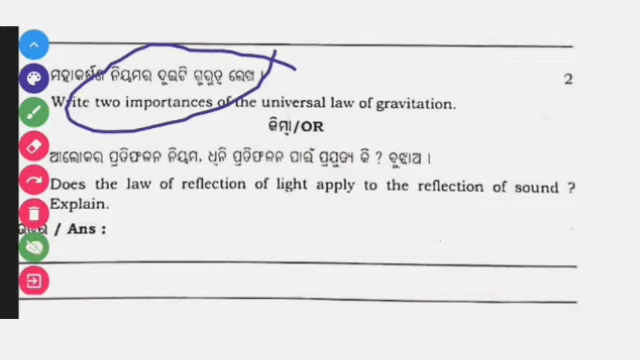 ମହାକର୍ଷଣ ନିୟମର ଦୁଇଟି ଗୁରୁତ୍ୱ ଲେଖ ।
2
Write two importances of the universal law of gravitation.
କିମ୍ବା/OR
ଆଲୋକର ପ୍ରତିଫଳନ ନିୟମ, ଧ୍ୱନି ପ୍ରତିଫଳନ ପାଇଁ ପ୍ରଯୁଜ୍ୟ କି ? ବୁଝାଅ ।
Does the law of reflection of light apply to the reflection of sound ?
Explain.
/ Ans :